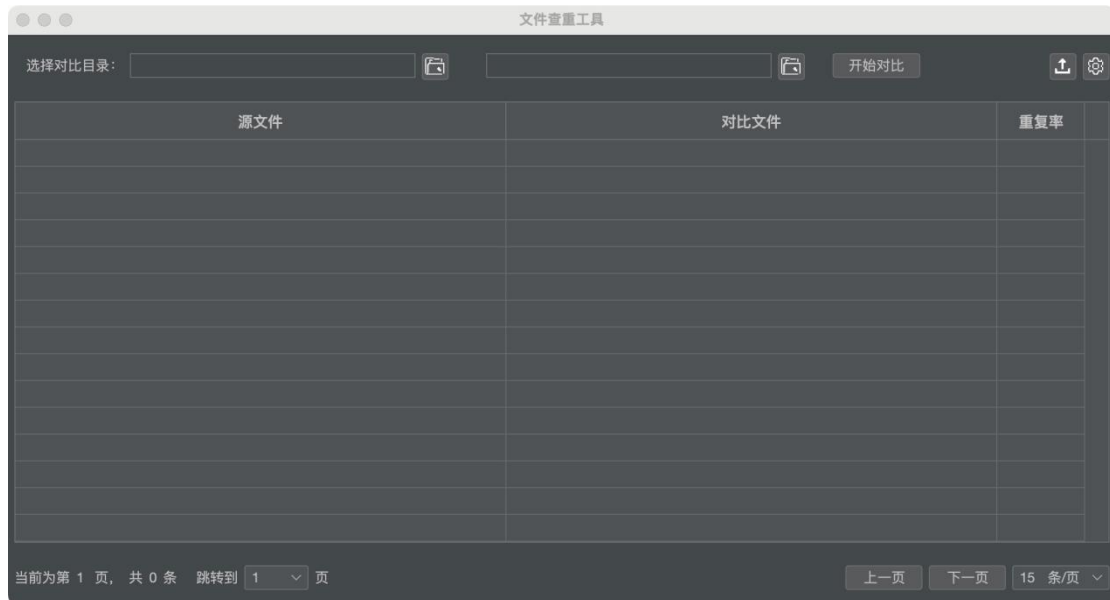 文件查重工具
选择对比目录： 开始对比
源文件 对比文件 重复率
当前为第 1 页， 共 0 条 跳转到 1 页 上一页 下一页 15 条/页